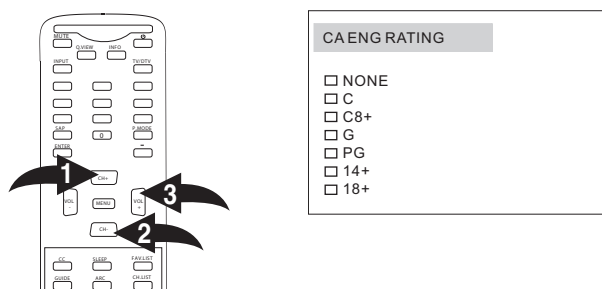 MUTE
Q.VIEW INFO
INPUT TV/DTV
SAP 0 P.MODE
ENTER -
1 CH+
VOL - MENU VOL + 3
CH- 2
CC SLEEP FAV.LIST
GUIDE ARC CH.LIST
CA ENG RATING
NONE
C
C8+
G
PG
14+
18+